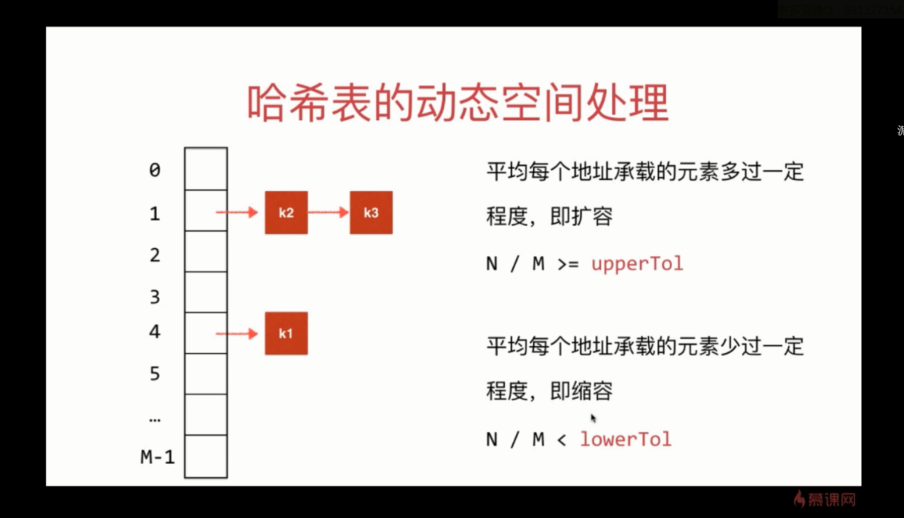 哈希表的动态空间处理
0
1
2
3
4
5
…
M-1
k2
k3
k1
平均每个地址承载的元素多过一定
程度，即扩容
N / M >= upperTol
平均每个地址承载的元素少过一定
程度，即缩容
N / M < lowerTol
慕课网